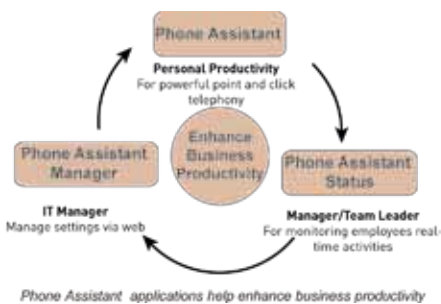 Phone Assistant
Personal Productivity
For powerful point and click
telephony
Enhance
Business
Productivity
Phone Assistant
Manager
IT Manager
Manage settings via web
Phone Assistant
Status
Manager/Team Leader
For monitoring employees real-
time activities
Phone Assistant applications help enhance business productivity